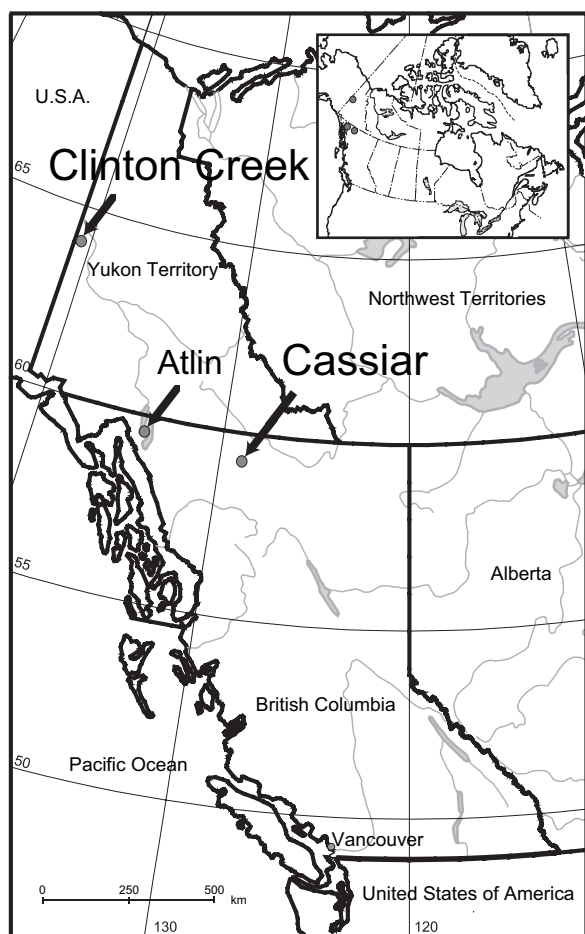 U.S.A.
65
Clinton Creek
Yukon Territory
Northwest Territories
60
Atlin
Cassiar
55
Alberta
British Columbia
50
Pacific Ocean
Vancouver
0 250 500 km
United States of America
130 120